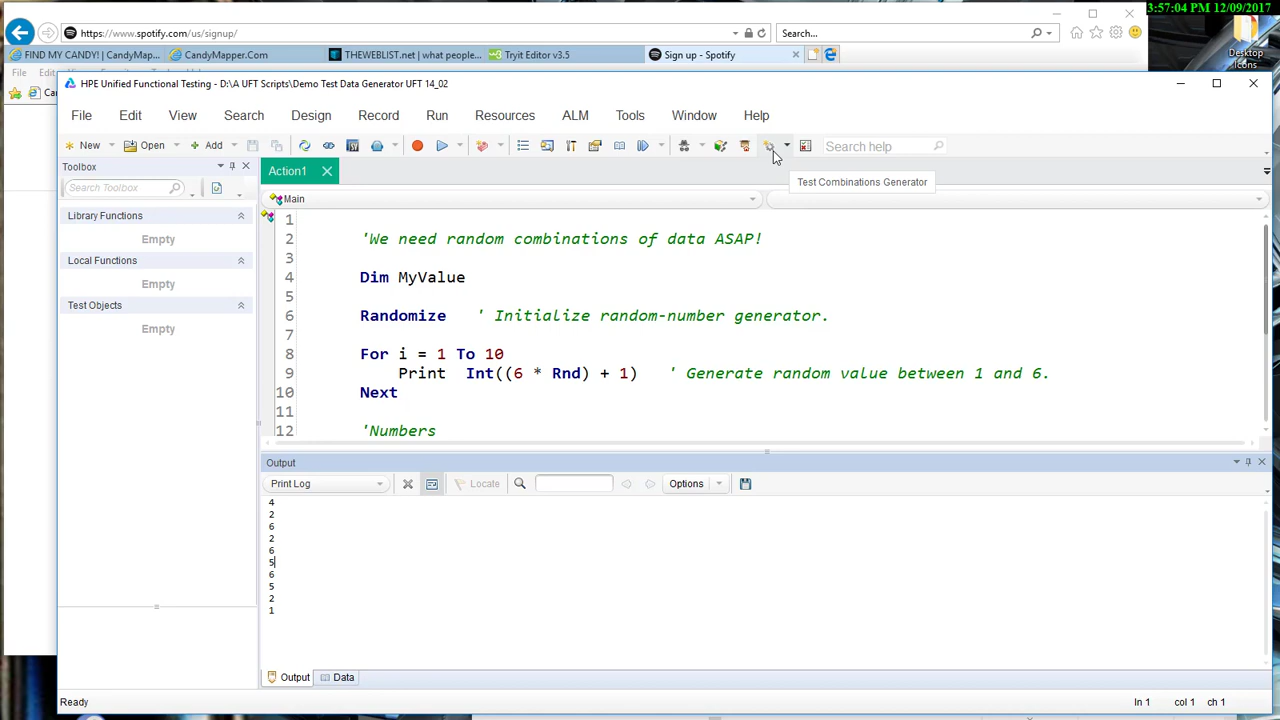 3:57:04 PM 12/09/2017
https://www.spotify.com/us/signup/
Search...
FIND MY CANDY! | CandyMap...
CandyMapper.Com
THEWEBLIST.net | what people...
Tryit Editor v3.5
Sign up - Spotify
Desktop
Icons
File
HPE Unified Functional Testing - D:\A UFT Scripts\Demo Test Data Generator UFT 14_02
File Edit View Search Design Record Run Resources ALM Tools Window Help
New Open Add Search help
Toolbox
Action1
Test Combinations Generator
Search Toolbox
Main
Library Functions
Empty
Local Functions
Empty
Test Objects
Empty
1
2 'We need random combinations of data ASAP!
3
4 Dim MyValue
5
6 Randomize ' Initialize random-number generator.
7
8 For i = 1 To 10
9 Print Int((6 * Rnd) + 1) ' Generate random value between 1 and 6.
10 Next
11
12 'Numbers
Output
Print Log
Locate
Options
4
2
6
2
6
5
6
5
2
1
Output Data
Ready
ln 1 col 1 ch 1